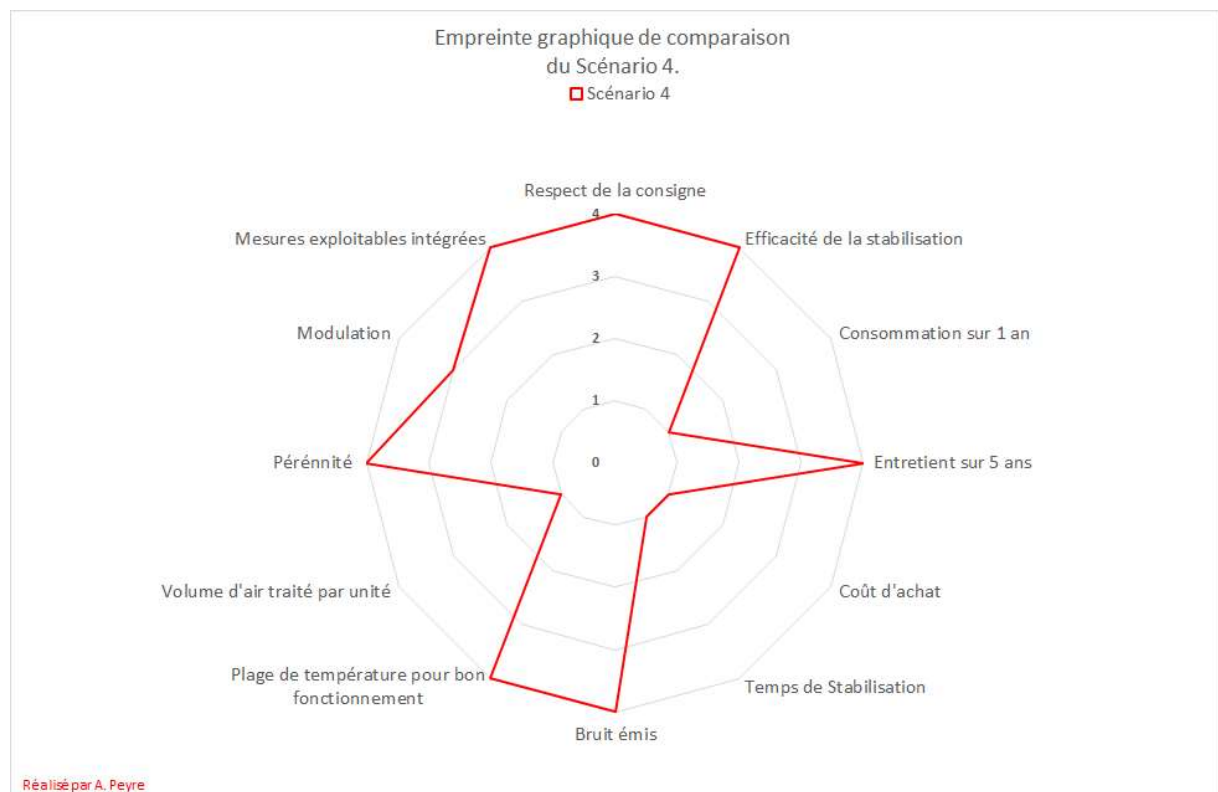 Empreinte graphique de comparaison
du Scénario 4.
Scénario 4
Respect de la consigne
Efficacité de la stabilisation
Consommation sur 1 an
Entretient sur 5 ans
Coût d'achat
Temps de Stabilisation
Bruit émis
Plage de température pour bon
fonctionnement
Volume d'air traité par unité
Pérénnité
Modulation
Mesures exploitables intégrées
4
3
2
1
0
Réalisé par A. Peyre